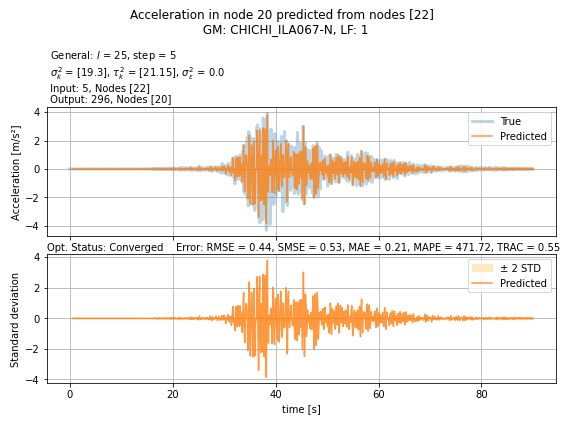 Acceleration in node 20 predicted from nodes [22]
GM: CHICHI_ILA067-N, LF: 1
General: l = 25, step = 5
σ²ₖ = [19.3], τ²ₖ = [21.15], σ²ε = 0.0
Input: 5, Nodes [22]
Output: 296, Nodes [20]
4
2
0
−2
−4
Acceleration [m/s²]
True
Predicted
Opt. Status: Converged Error: RMSE = 0.44, SMSE = 0.53, MAE = 0.21, MAPE = 471.72, TRAC = 0.55
4
2
0
−2
−4
Standard deviation
± 2 STD
Predicted
0 20 40 60 80
time [s]